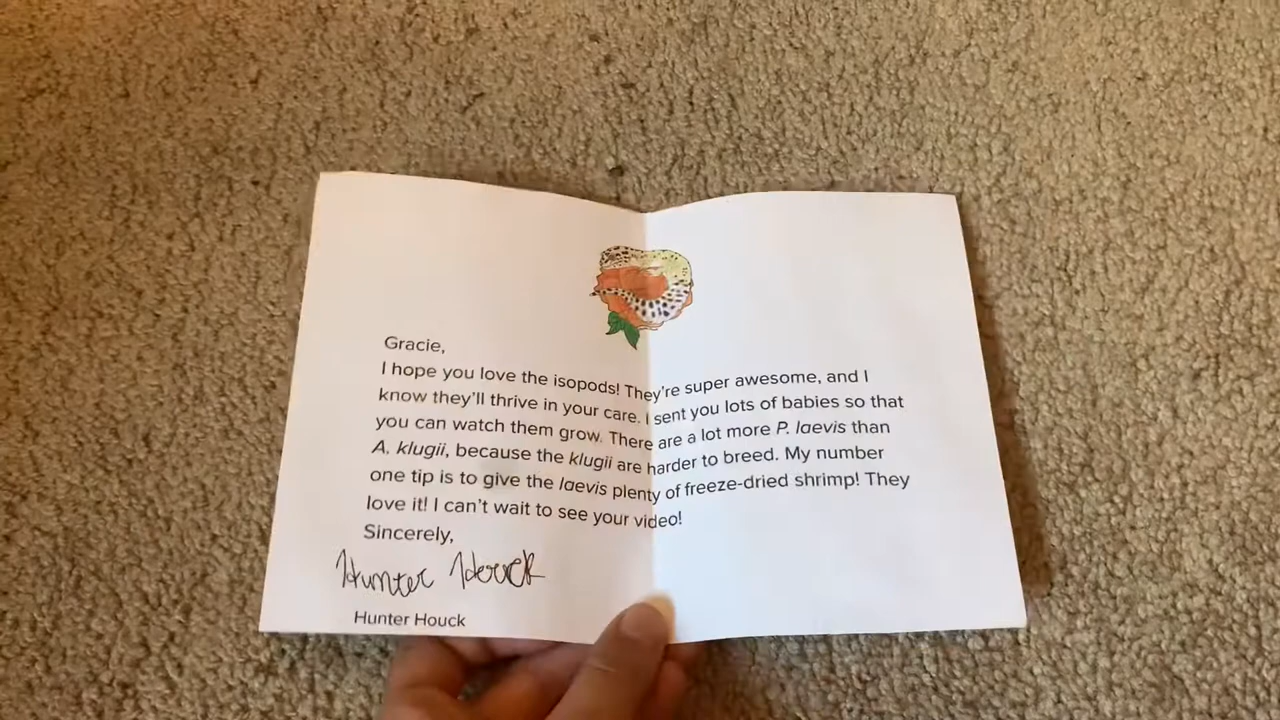 Gracie,
I hope you love the isopods! They're super awesome, and I
know they'll thrive in your care. I sent you lots of babies so that
you can watch them grow. There are a lot more P. laevis than
A. klugii, because the klugii are harder to breed. My number
one tip is to give the laevis plenty of freeze-dried shrimp! They
love it! I can't wait to see your video!
Sincerely,
Hunter Houck
Hunter Houck